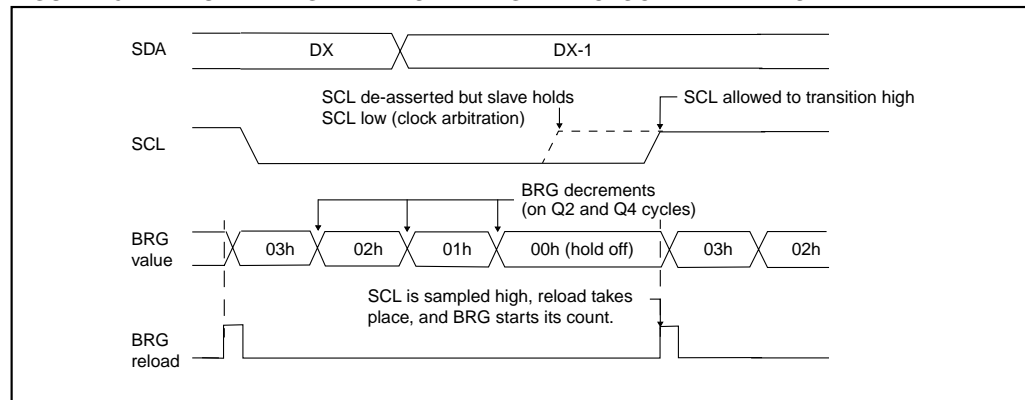 SDA
DX
DX-1
SCL de-asserted but slave holds
SCL low (clock arbitration)
SCL allowed to transition high
SCL
BRG decrements
(on Q2 and Q4 cycles)
BRG
value
03h
02h
01h
00h (hold off)
03h
02h
SCL is sampled high, reload takes
place, and BRG starts its count.
BRG
reload